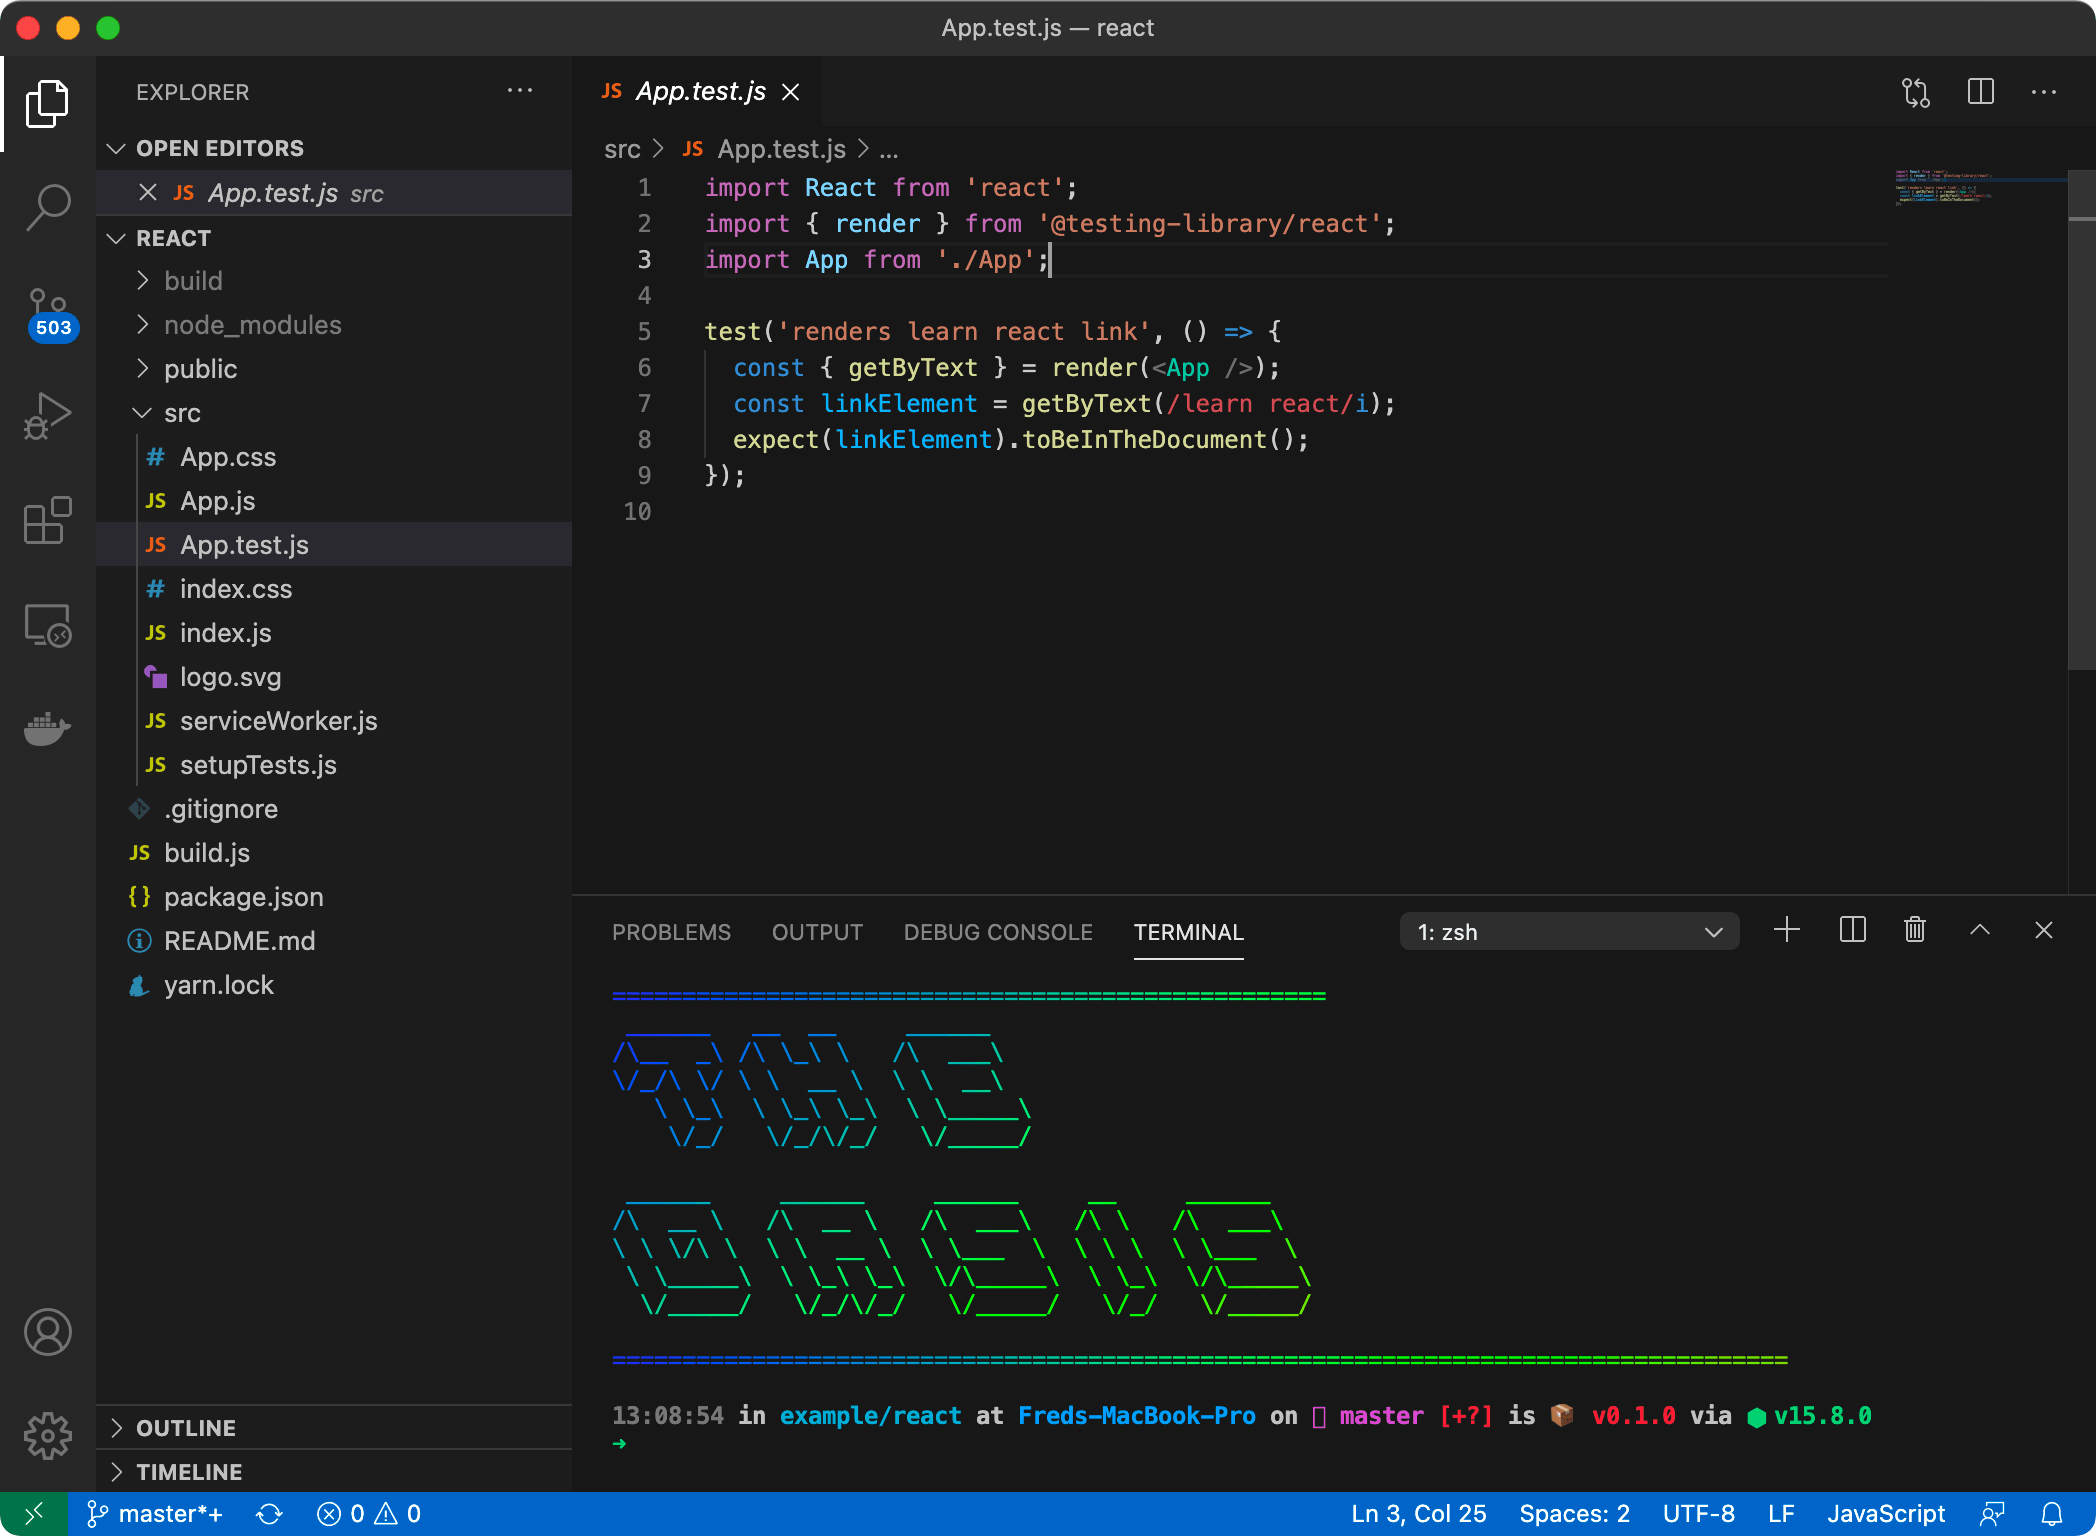 App.test.js — react
EXPLORER
OPEN EDITORS
JS App.test.js src
REACT
build
node_modules
public
src
# App.css
JS App.js
JS App.test.js
# index.css
JS index.js
logo.svg
JS serviceWorker.js
JS setupTests.js
.gitignore
JS build.js
{} package.json
README.md
yarn.lock
OUTLINE
TIMELINE
503
JS App.test.js
src > JS App.test.js > ...
1 import React from 'react';
2 import { render } from '@testing-library/react';
3 import App from './App';
4
5 test('renders learn react link', () => {
6 const { getByText } = render(<App />);
7 const linkElement = getByText(/learn react/i);
8 expect(linkElement).toBeInTheDocument();
9 });
10
PROBLEMS OUTPUT DEBUG CONSOLE TERMINAL
1: zsh
THE
OASIS
13:08:54 in example/react at Freds-MacBook-Pro on master [+?] is 📦 v0.1.0 via ⬢ v15.8.0
➜
master*+ 0 0
Ln 3, Col 25 Spaces: 2 UTF-8 LF JavaScript